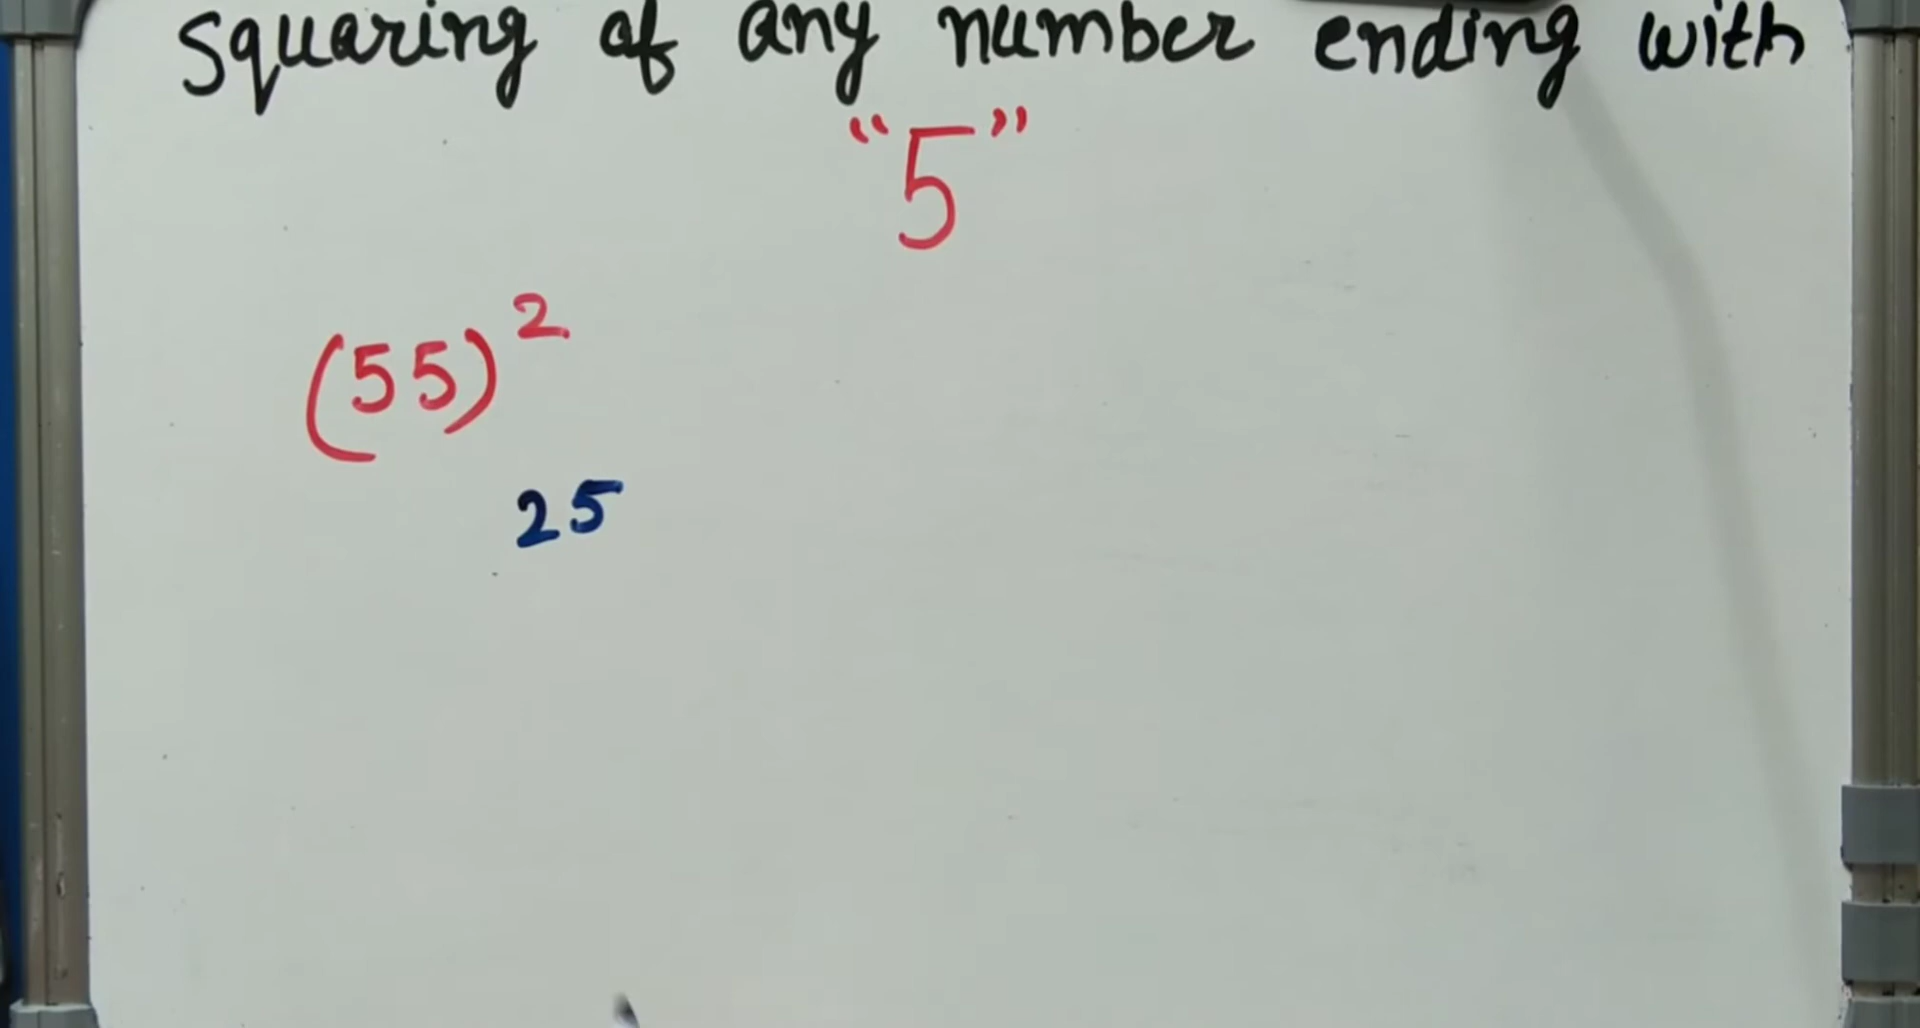 Squaring of any number ending with
“5”
(55)²
25